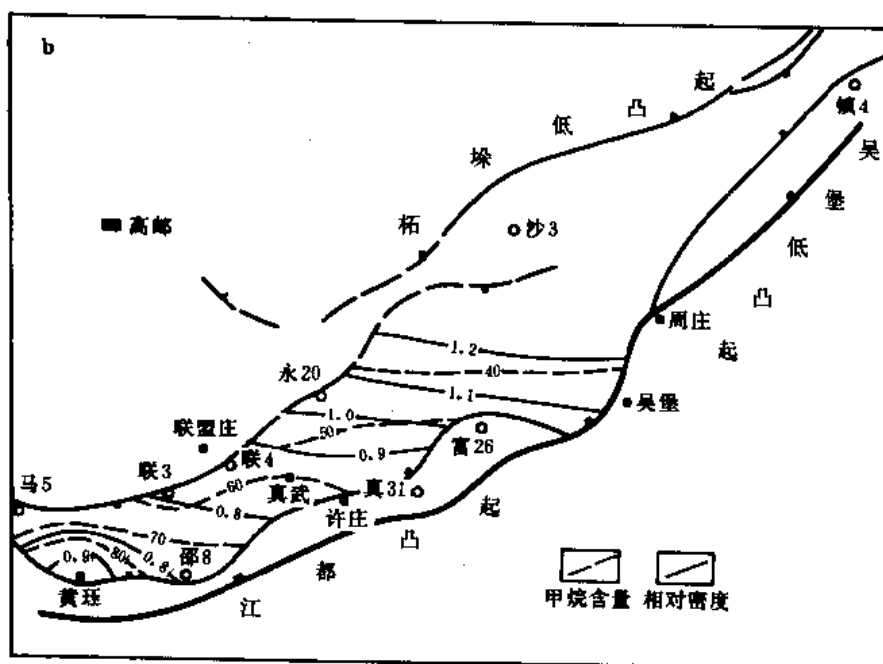 b
柘垛低凸起
镇4
吴堡低凸起
高邮
沙3
周庄
1.2
40
永20
1.1
吴堡
1.0
联盟庄
50
0.9
富26
联4
联3
60
真武
真31
马5
0.8
许庄
70
邵8
0.9
80
0.8
黄珏
江都凸起
甲烷含量
相对密度